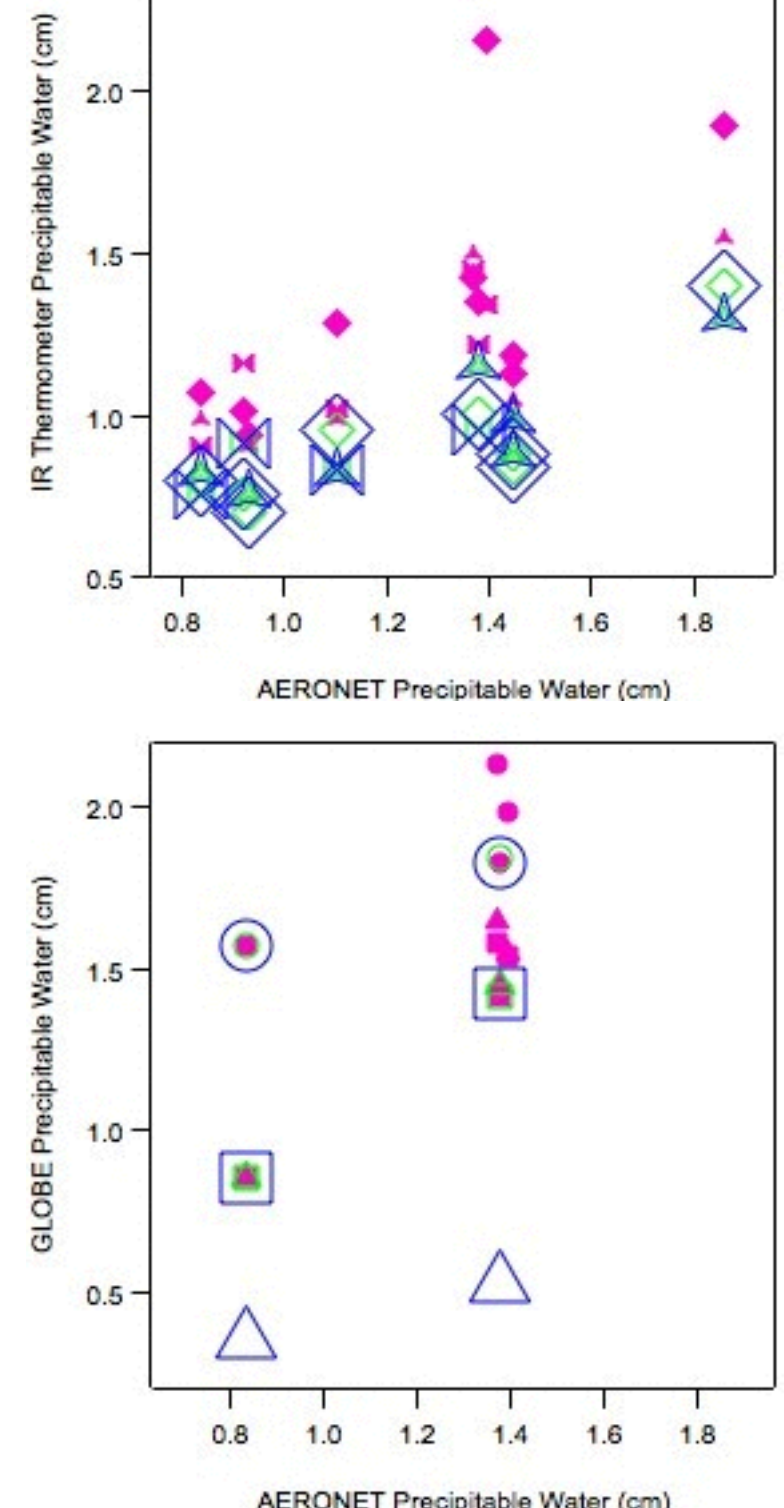 IR Thermometer Precipitable Water (cm)
2.0
1.5
1.0
0.5
0.8 1.0 1.2 1.4 1.6 1.8
AERONET Precipitable Water (cm)
GLOBE Precipitable Water (cm)
2.0
1.5
1.0
0.5
0.8 1.0 1.2 1.4 1.6 1.8
AERONET Precipitable Water (cm)